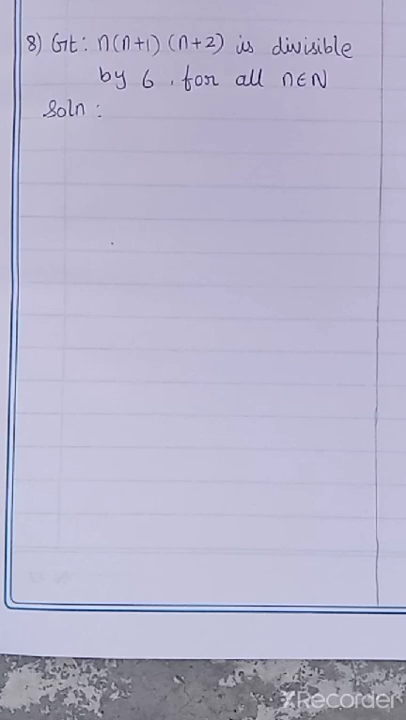 8) Gt: n(n+1) (n+2) is divisible
by 6, for all n∈N
Soln:
XRecorder